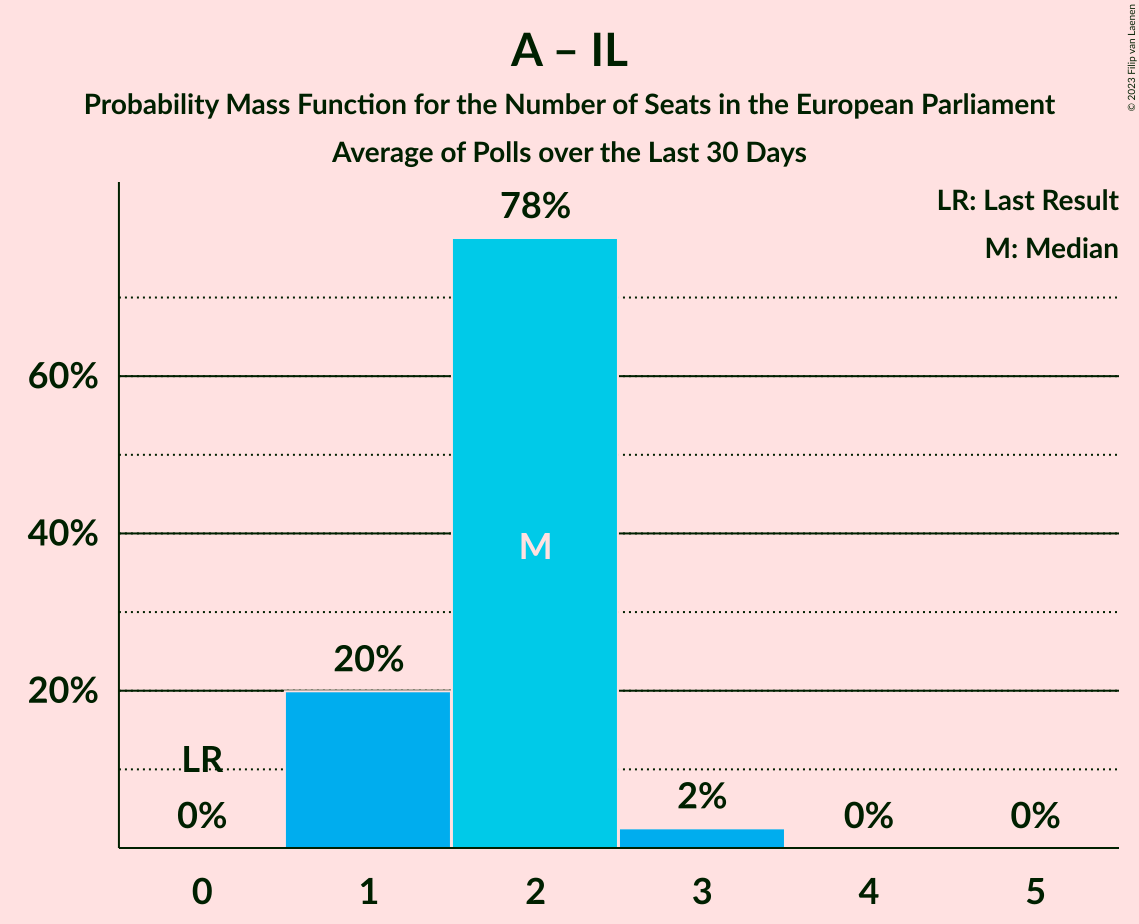 A – IL
Probability Mass Function for the Number of Seats in the European Parliament
Average of Polls over the Last 30 Days
© 2023 Filip van Laenen
LR: Last Result
M: Median
78%
60%
40%
M
20%
20%
LR
0%
2%
0%
0%
0 1 2 3 4 5